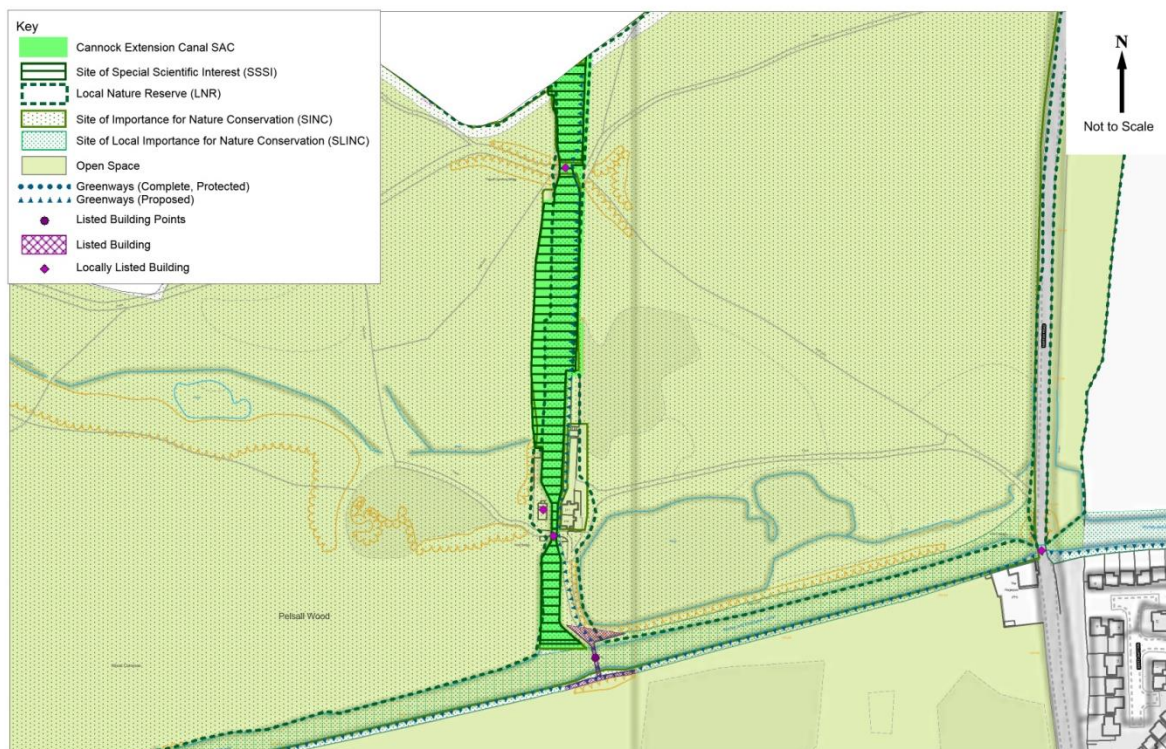 Key
Cannock Extension Canal SAC
Site of Special Scientific Interest (SSSI)
Local Nature Reserve (LNR)
Site of Importance for Nature Conservation (SINC)
Site of Local Importance for Nature Conservation (SLINC)
Open Space
Greenways (Complete, Protected)
Greenways (Proposed)
Listed Building Points
Listed Building
Locally Listed Building
N
Not to Scale
Pelsall Wood